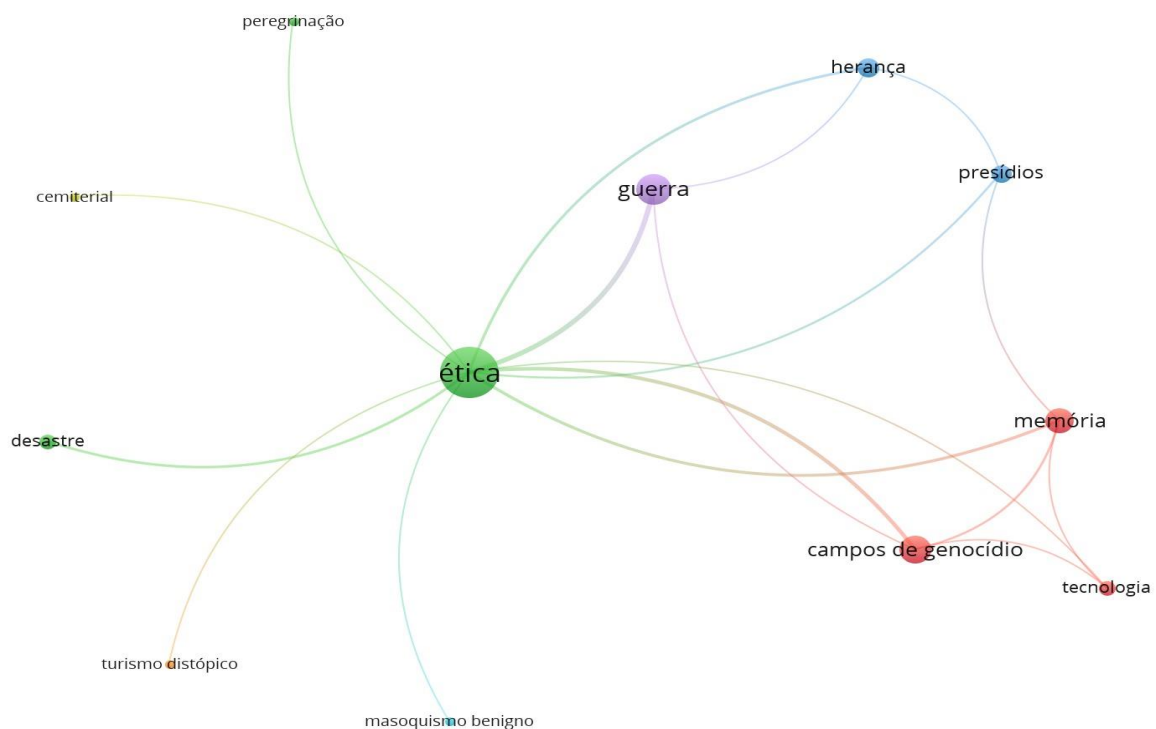 peregrinação
herança
presídios
guerra
cemiterial
ética
memória
desastre
campos de genocídio
tecnologia
turismo distópico
masoquismo benigno